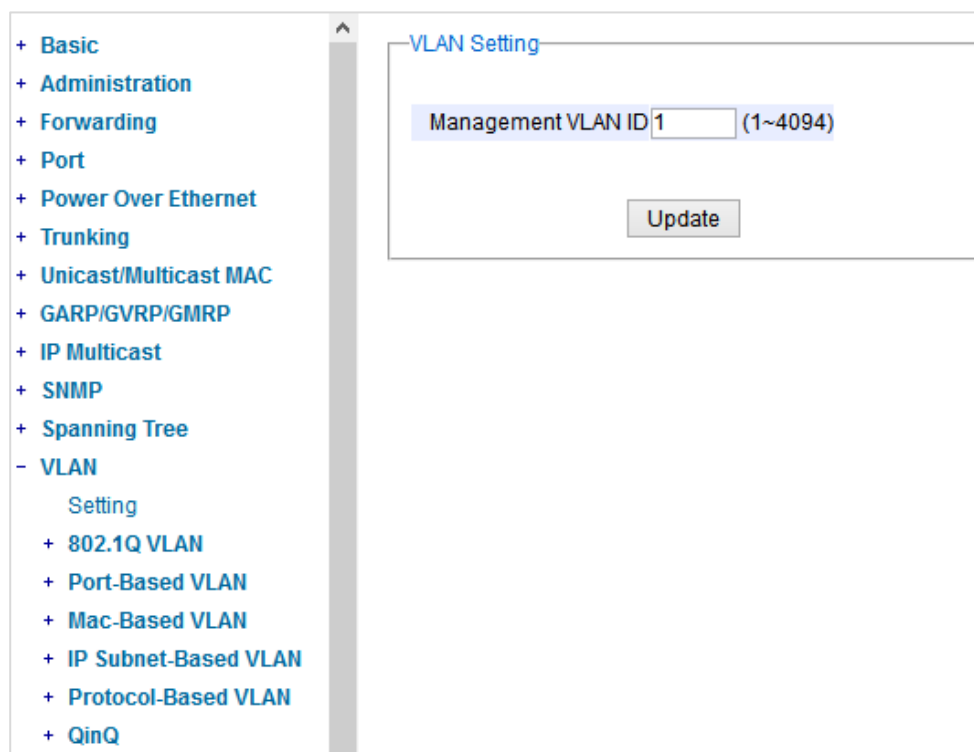 + Basic
+ Administration
+ Forwarding
+ Port
+ Power Over Ethernet
+ Trunking
+ Unicast/Multicast MAC
+ GARP/GVRP/GMRP
+ IP Multicast
+ SNMP
+ Spanning Tree
- VLAN
Setting
+ 802.1Q VLAN
+ Port-Based VLAN
+ Mac-Based VLAN
+ IP Subnet-Based VLAN
+ Protocol-Based VLAN
+ QinQ
VLAN Setting
Management VLAN ID 1 (1~4094)
Update